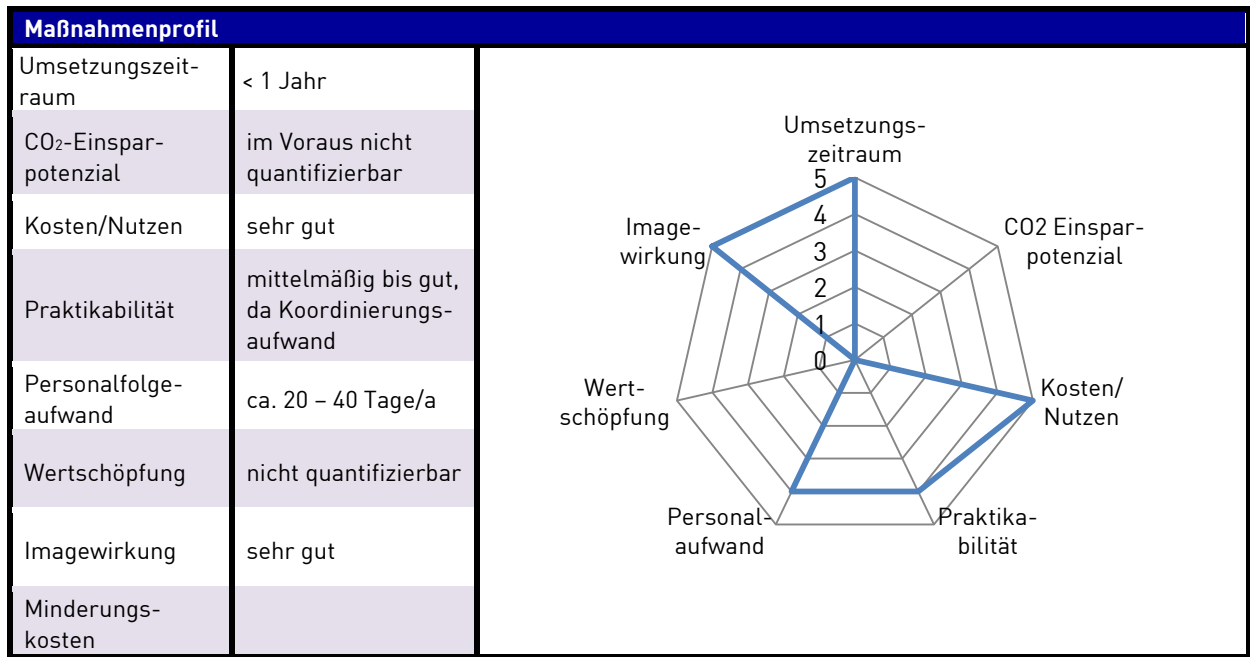 Maßnahmenprofil
Umsetzungszeit-
raum
< 1 Jahr
CO₂-Einspar-
potenzial
im Voraus nicht
quantifizierbar
Kosten/Nutzen
sehr gut
Praktikabilität
mittelmäßig bis gut,
da Koordinierungs-
aufwand
Personalfolge-
aufwand
ca. 20 – 40 Tage/a
Wertschöpfung
nicht quantifizierbar
Imagewirkung
sehr gut
Minderungs-
kosten
Umsetzungs-
zeitraum
5
4
3
2
1
0
CO2 Einspar-
potenzial
Kosten/
Nutzen
Praktika-
bilität
Personal-
aufwand
Wert-
schöpfung
Image-
wirkung